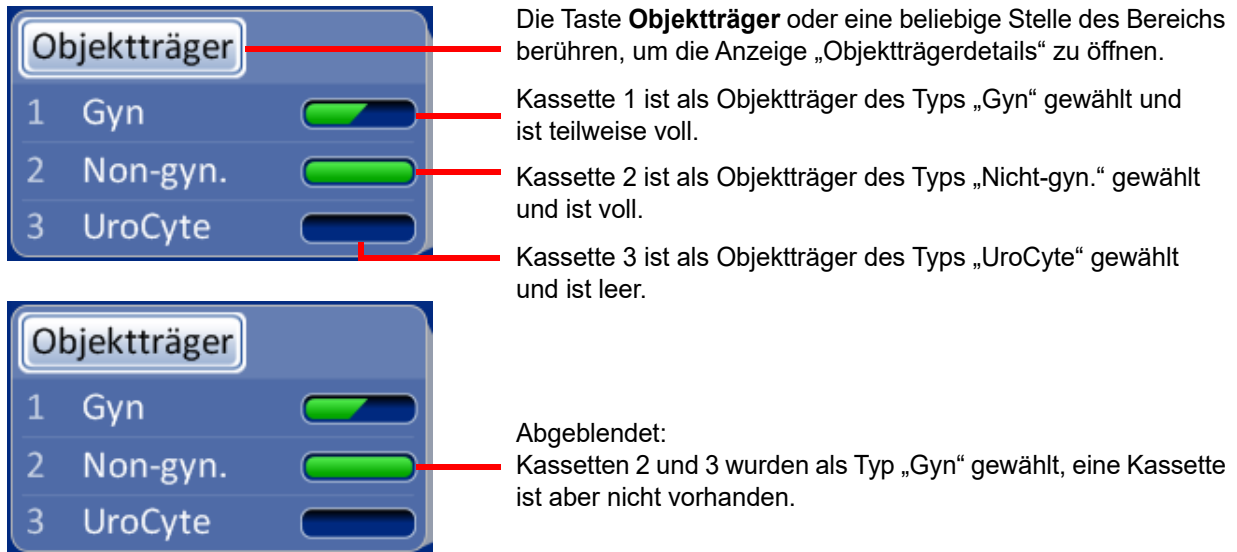 Objektträger
1 Gyn
2 Non-gyn.
3 UroCyte
Die Taste Objektträger oder eine beliebige Stelle des Bereichs
berühren, um die Anzeige „Objektträgerdetails“ zu öffnen.
Kassette 1 ist als Objektträger des Typs „Gyn“ gewählt und
ist teilweise voll.
Kassette 2 ist als Objektträger des Typs „Nicht-gyn.“ gewählt
und ist voll.
Kassette 3 ist als Objektträger des Typs „UroCyte“ gewählt
und ist leer.
Objektträger
1 Gyn
2 Non-gyn.
3 UroCyte
Abgeblendet:
Kassetten 2 und 3 wurden als Typ „Gyn“ gewählt, eine Kassette
ist aber nicht vorhanden.